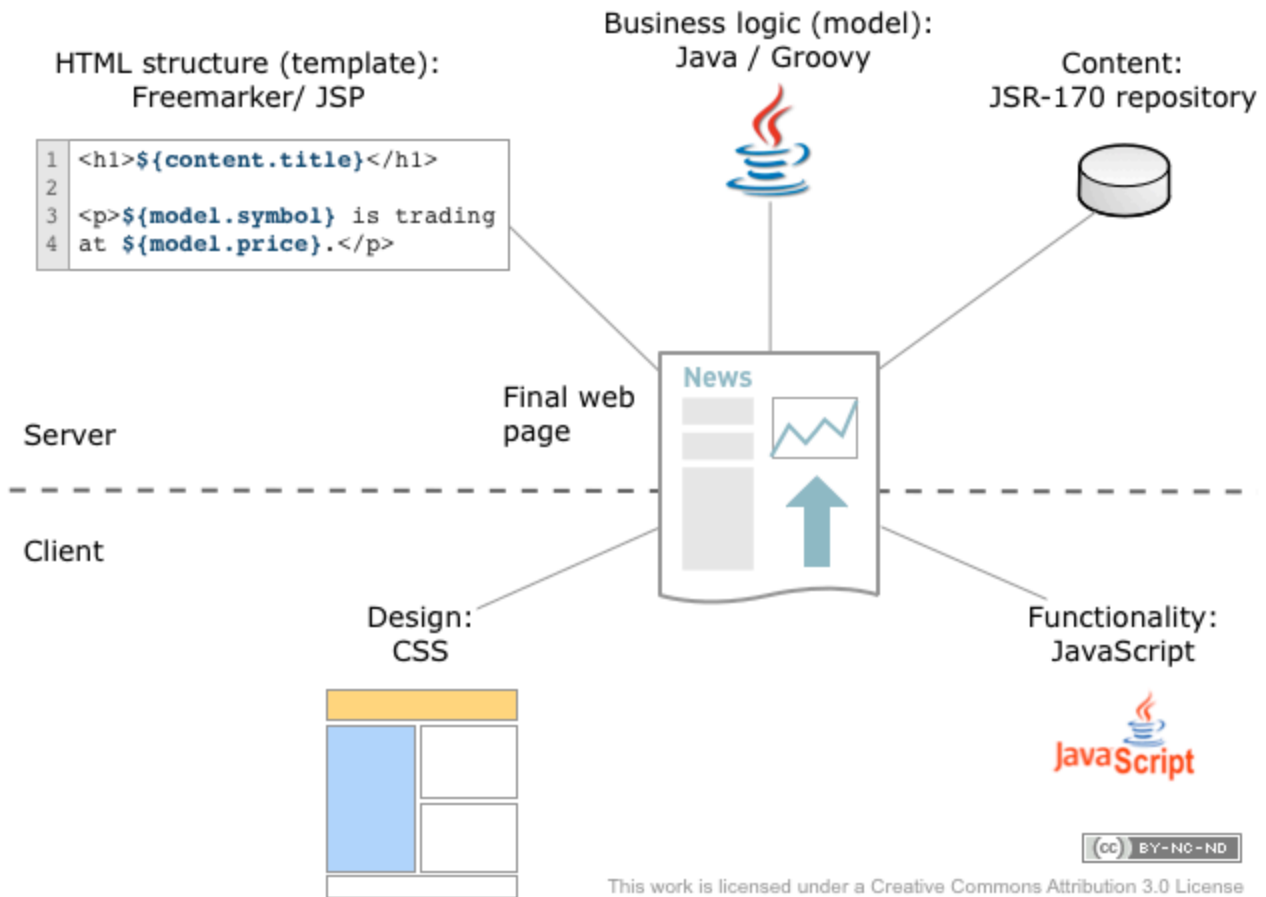 Business logic (model):
Java / Groovy
HTML structure (template):
Freemarker/ JSP
Content:
JSR-170 repository
1 <h1>${content.title}</h1>
2
3 <p>${model.symbol} is trading
4 at ${model.price}.</p>
News
Final web
page
Server
Client
Design:
CSS
Functionality:
JavaScript
JavaScript
(cc) BY-NC-ND
This work is licensed under a Creative Commons Attribution 3.0 License